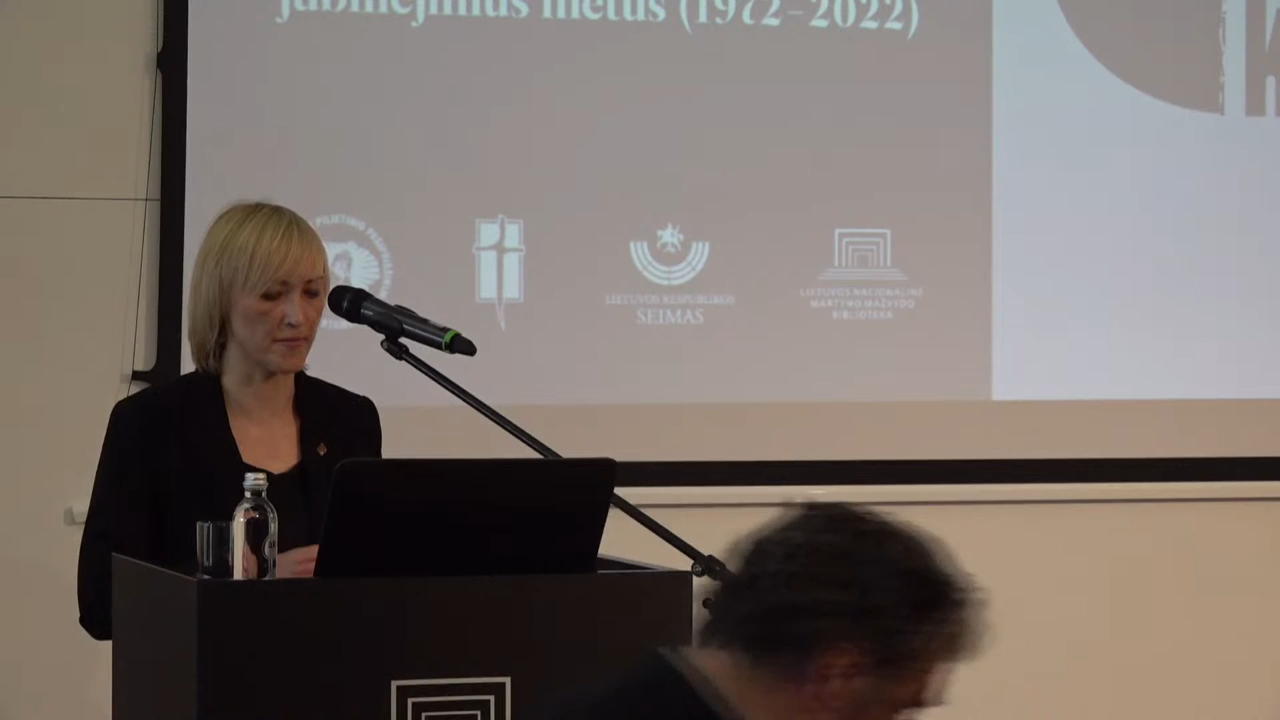 jubiliejinius metus (1972–2022)
LIETUVOS RESPUBLIKOS
SEIMAS
LIETUVOS NACIONALINĖ
MARTYNO MAŽVYDO
BIBLIOTEKA